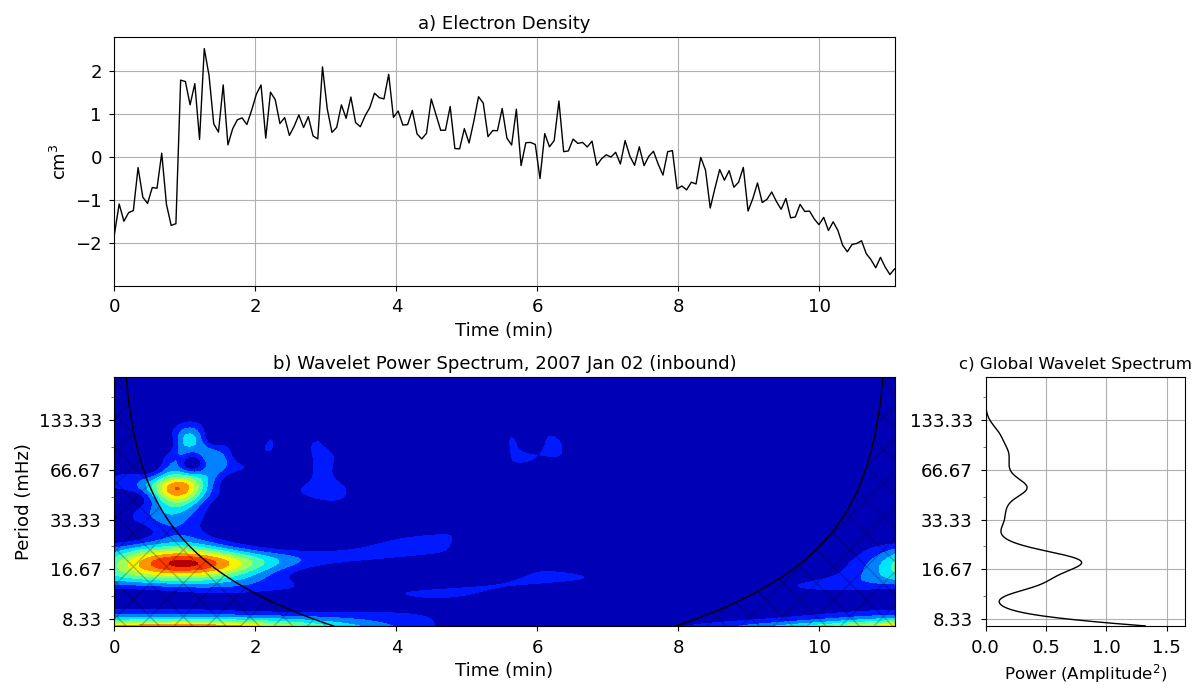 a) Electron Density
2
1
0
−1
−2
cm³
0 2 4 6 8 10
Time (min)
b) Wavelet Power Spectrum, 2007 Jan 02 (inbound)
133.33
66.67
33.33
16.67
8.33
Period (mHz)
0 2 4 6 8 10
Time (min)
c) Global Wavelet Spectrum
133.33
66.67
33.33
16.67
8.33
0.0 0.5 1.0 1.5
Power (Amplitude²)